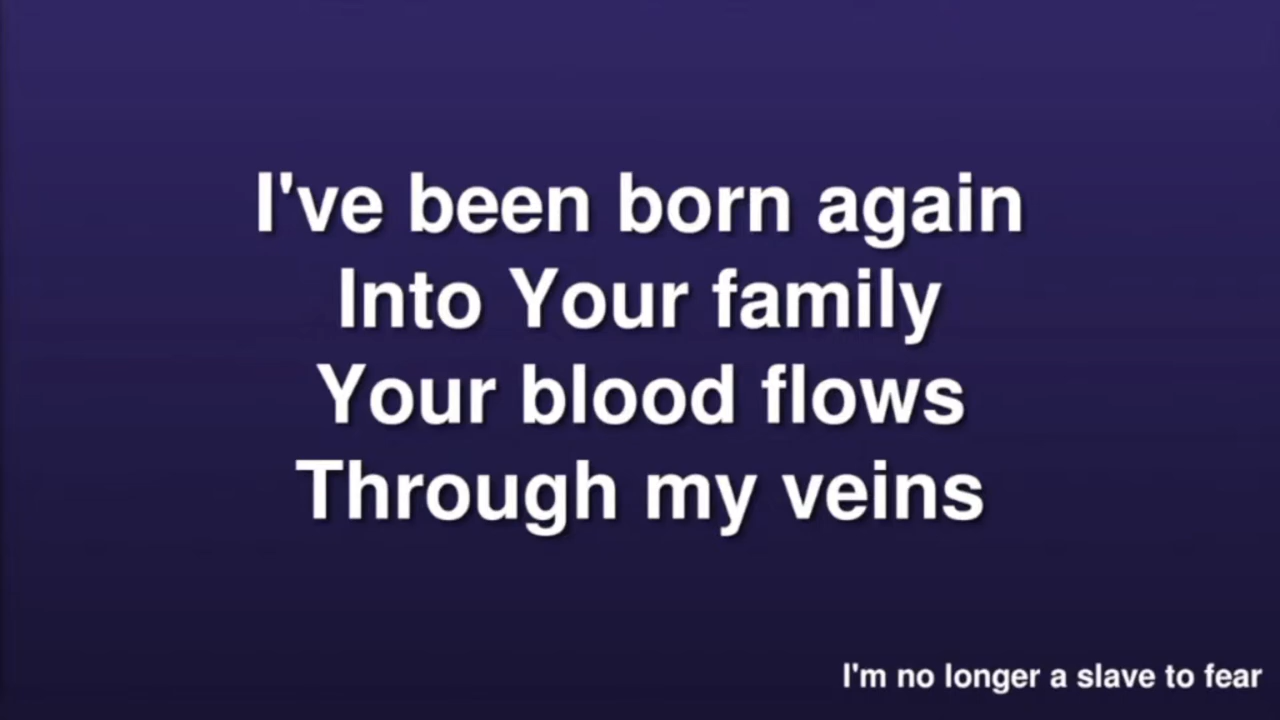 I've been born again
Into Your family
Your blood flows
Through my veins
I'm no longer a slave to fear